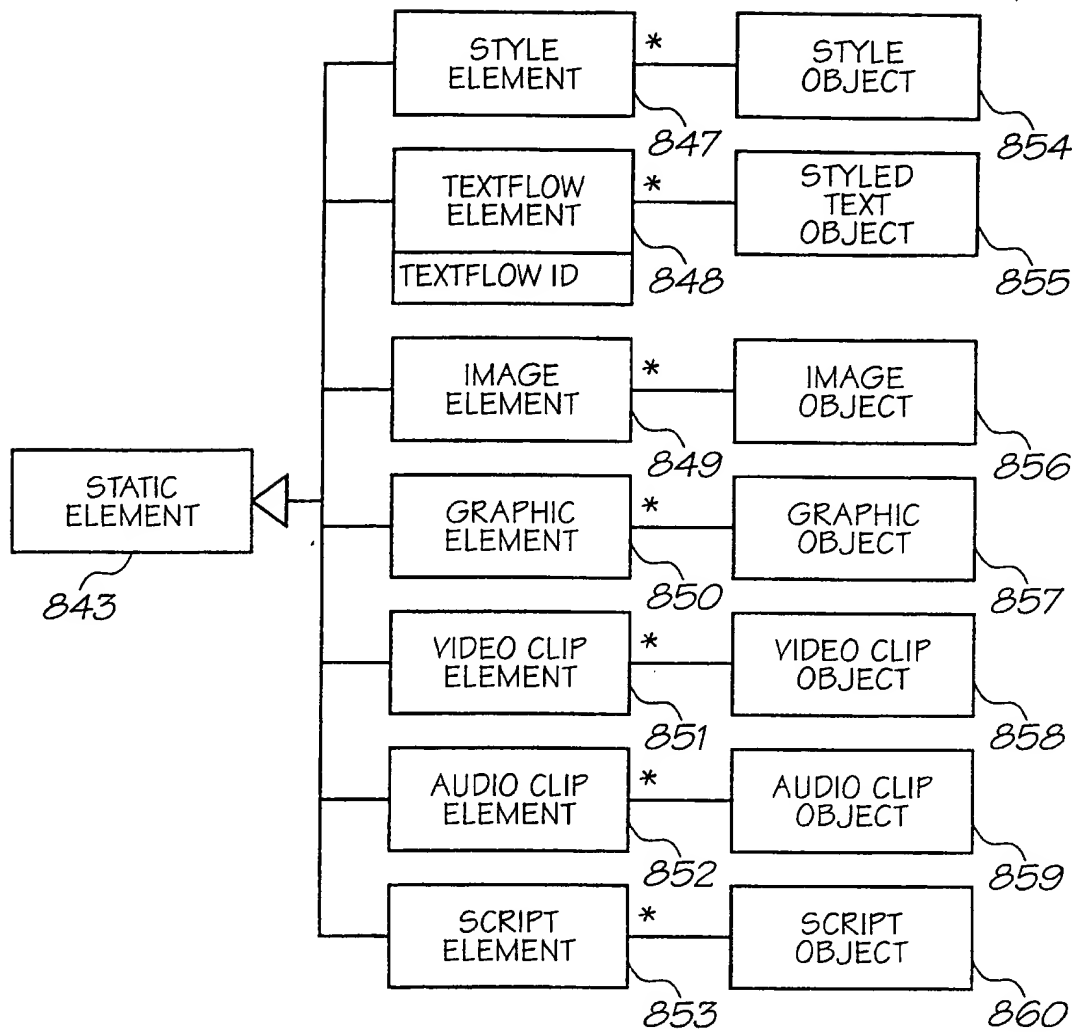 STYLE
ELEMENT
*
STYLE
OBJECT
847
854
TEXTFLOW
ELEMENT
*
STYLED
TEXT
OBJECT
TEXTFLOW ID
848
855
IMAGE
ELEMENT
*
IMAGE
OBJECT
849
856
STATIC
ELEMENT
843
GRAPHIC
ELEMENT
*
GRAPHIC
OBJECT
850
857
VIDEO CLIP
ELEMENT
*
VIDEO CLIP
OBJECT
851
858
AUDIO CLIP
ELEMENT
*
AUDIO CLIP
OBJECT
852
859
SCRIPT
ELEMENT
*
SCRIPT
OBJECT
853
860